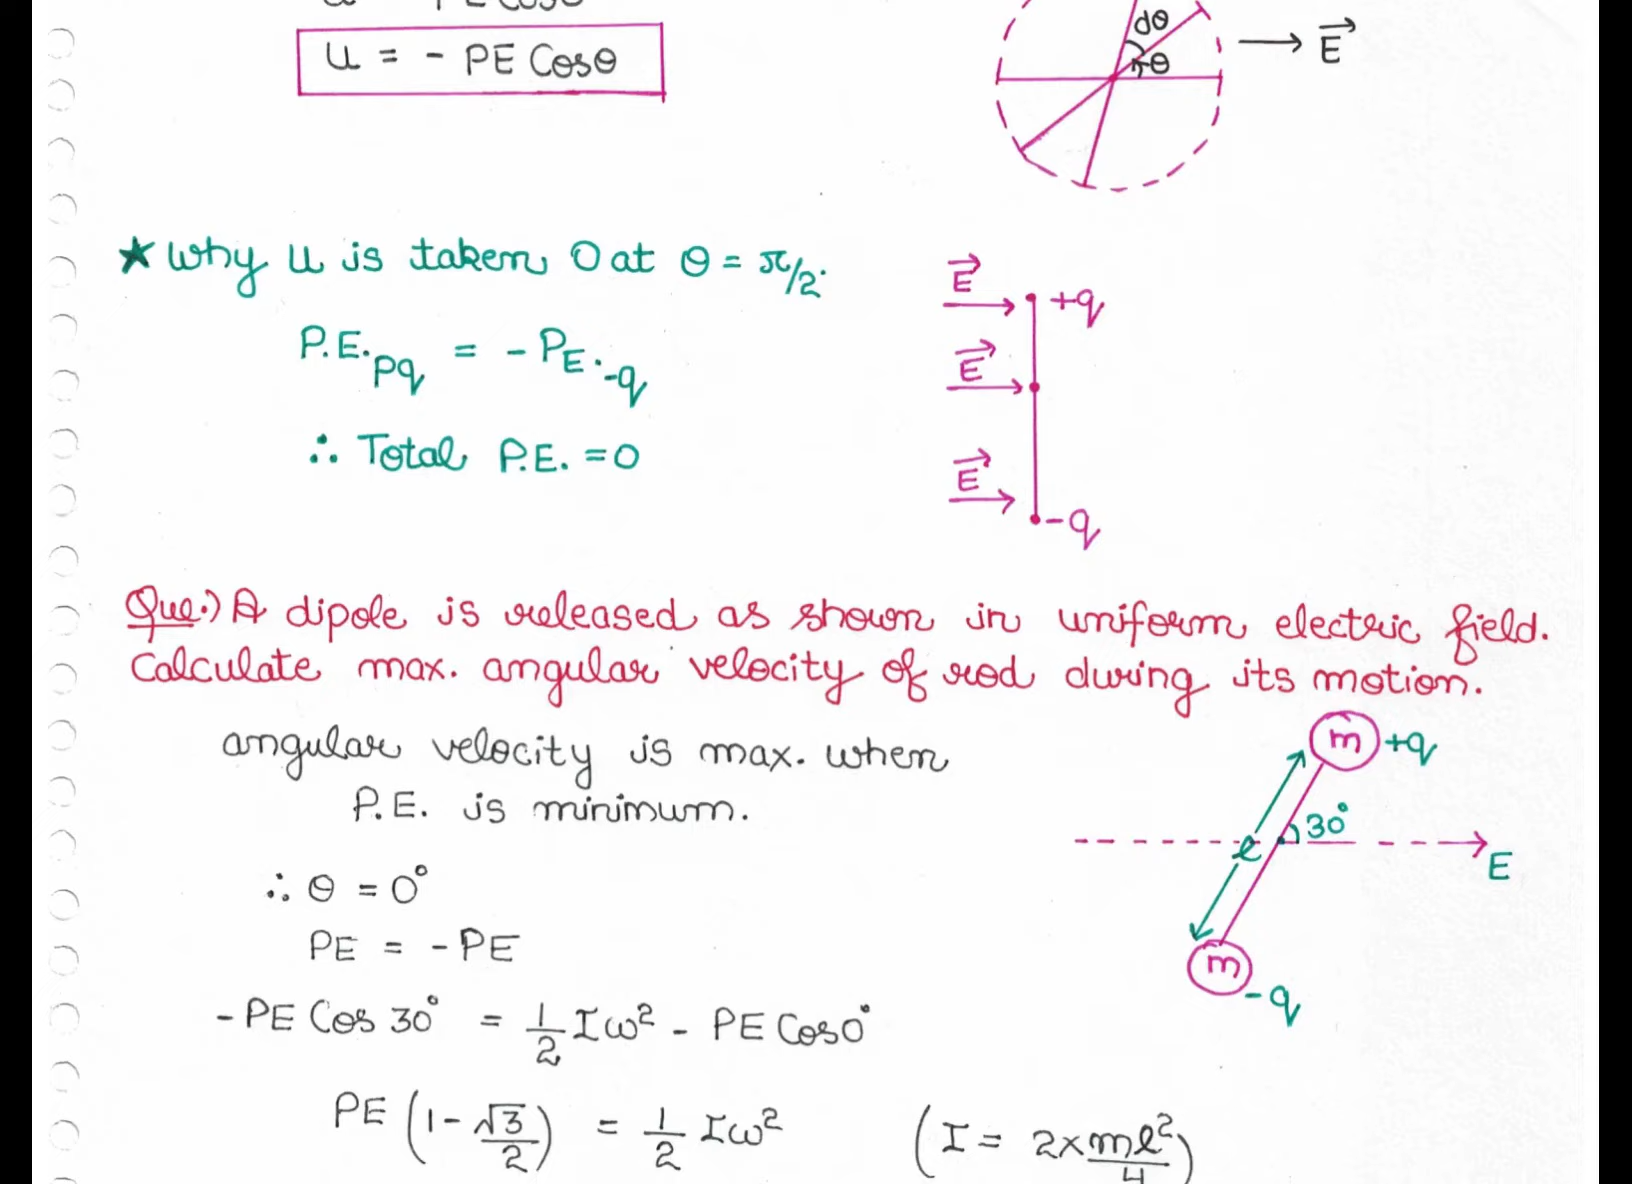 U = - PE Cosθ
dθ
θ
→ E
★ Why U is taken 0 at θ = π/2.
P.E.pq = - PE.-q
∴ Total P.E. = 0
E
+q
E
E
-q
Que.) A dipole is released as shown in uniform electric field.
Calculate max. angular velocity of rod during its motion.
angular velocity is max. when
P.E. is minimum.
m +q
30°
ℓ
E
m
-q
∴ θ = 0°
PE = - PE
- PE Cos 30° = 1/2 Iω² - PE Cos0°
PE (1 - √3/2) = 1/2 Iω² (I = 2×mℓ²/4)